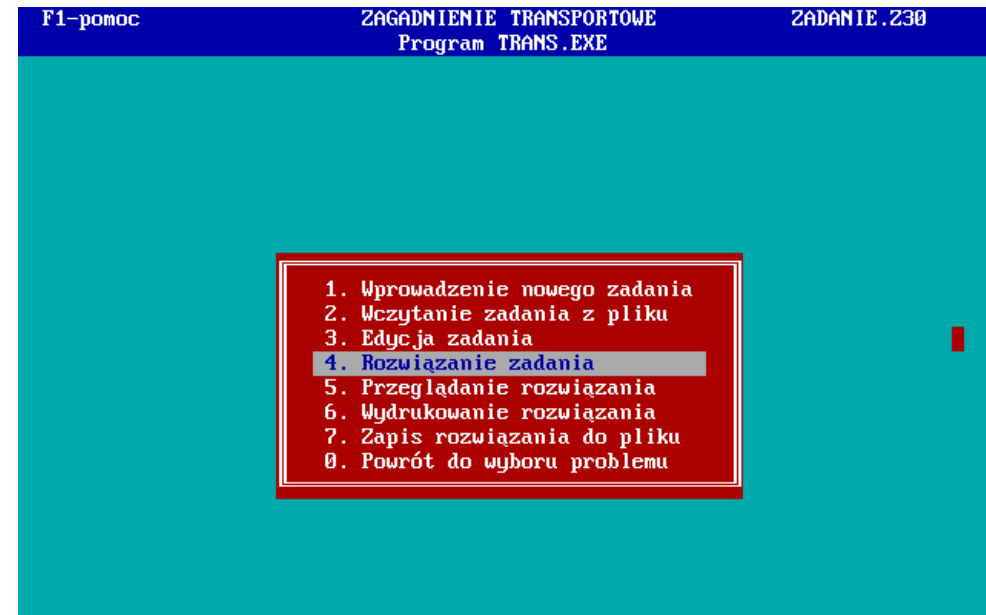 F1-pomoc ZAGADNIENIE TRANSPORTOWE ZADANIE.Z30
Program TRANS.EXE
1. Wprowadzenie nowego zadania
2. Wczytanie zadania z pliku
3. Edycja zadania
4. Rozwiązanie zadania
5. Przeglądanie rozwiązania
6. Wydrukowanie rozwiązania
7. Zapis rozwiązania do pliku
0. Powrót do wyboru problemu